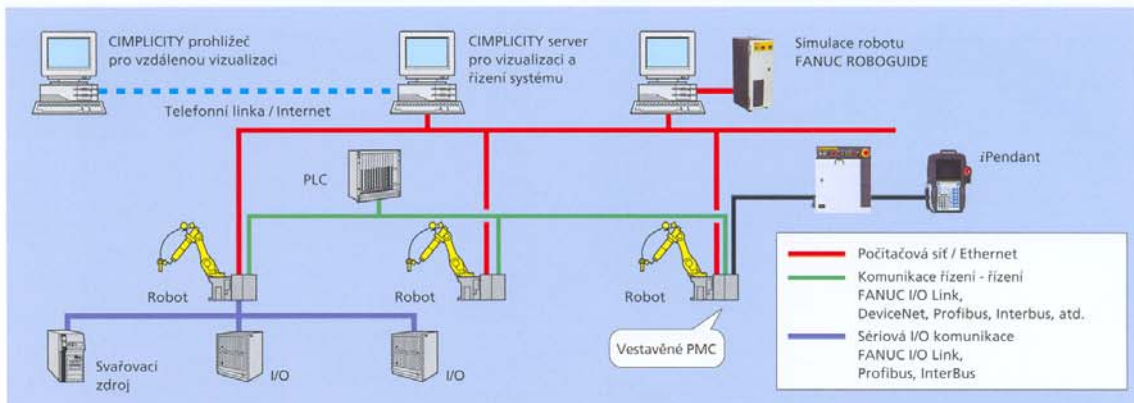 CIMPLICITY prohlížeč
pro vzdálenou vizualizaci
CIMPLICITY server
pro vizualizaci a
řízení systému
Simulace robotu
FANUC ROBOGUIDE
Telefonní linka / Internet
PLC
iPendant
Robot
Robot
Robot
Vestavěné PMC
Svařovací
zdroj
I/O
I/O
Počítačová síť / Ethernet
Komunikace řízení - řízení
FANUC I/O Link,
DeviceNet, Profibus, Interbus, atd.
Sériová I/O komunikace
FANUC I/O Link,
Profibus, InterBus